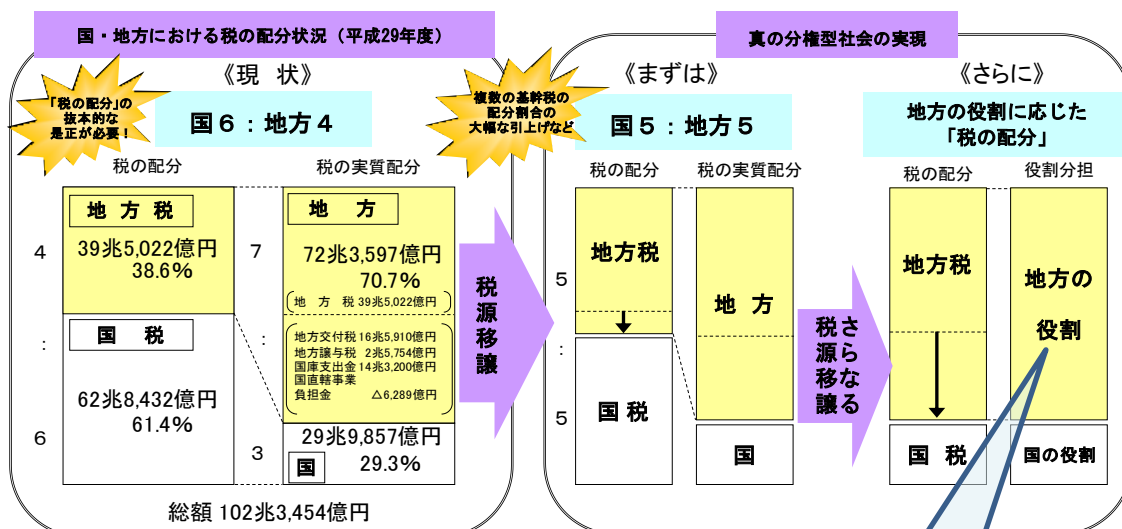 国・地方における税の配分状況（平成29年度）
《現 状》
「税の配分」の
抜本的な
是正が必要！
国６：地方４
税の配分
税の実質配分
4
:
6
地 方 税
39兆5,022億円
38.6%
国 税
62兆8,432億円
61.4%
7
:
3
地 方
72兆3,597億円
70.7%
地 方 税 39兆5,022億円
地方交付税 16兆5,910億円
地方譲与税 2兆5,754億円
国庫支出金 14兆3,200億円
国直轄事業
負担金 △6,289億円
29兆9,857億円
国
29.3%
総額 102兆3,454億円
税源移譲
真の分権型社会の実現
複数の基幹税の
配分割合の
大幅な引上げなど
《まずは》
国５：地方５
税の配分
税の実質配分
5
:
5
地方税
国 税
地 方
国
さらなる
税源移譲
《さらに》
地方の役割に応じた
「税の配分」
税の配分
役割分担
地方税
国 税
地方の
役割
国の役割